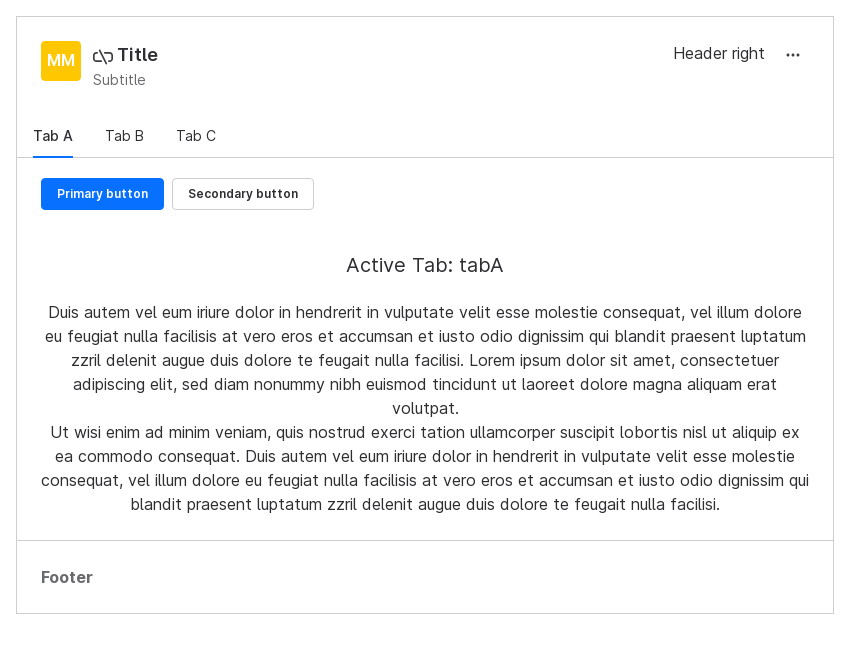 MM
Title
Header right
Subtitle
Tab A
Tab B
Tab C
Primary button
Secondary button
Active Tab: tabA
Duis autem vel eum iriure dolor in hendrerit in vulputate velit esse molestie consequat, vel illum dolore
eu feugiat nulla facilisis at vero eros et accumsan et iusto odio dignissim qui blandit praesent luptatum
zzril delenit augue duis dolore te feugait nulla facilisi. Lorem ipsum dolor sit amet, consectetuer
adipiscing elit, sed diam nonummy nibh euismod tincidunt ut laoreet dolore magna aliquam erat
volutpat.
Ut wisi enim ad minim veniam, quis nostrud exerci tation ullamcorper suscipit lobortis nisl ut aliquip ex
ea commodo consequat. Duis autem vel eum iriure dolor in hendrerit in vulputate velit esse molestie
consequat, vel illum dolore eu feugiat nulla facilisis at vero eros et accumsan et iusto odio dignissim qui
blandit praesent luptatum zzril delenit augue duis dolore te feugait nulla facilisi.
Footer